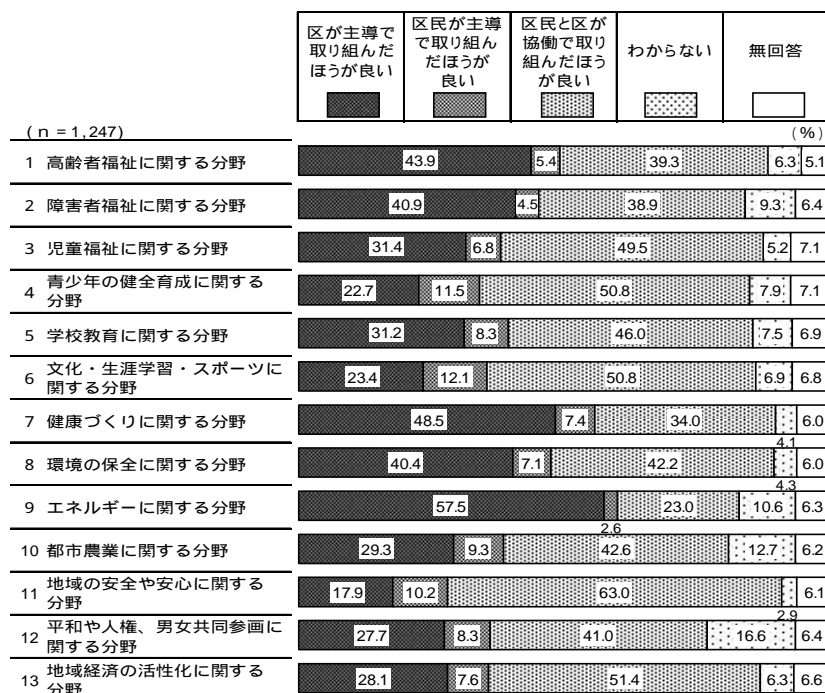 区が主導で
取り組んだ
ほうが良い
区民が主導
で取り組ん
だほうが
良い
区民と区が
協働で取り
組んだほう
が良い
わからない
無回答
(n=1,247)
(%)
1 高齢者福祉に関する分野
43.9 5.4 39.3 6.3 5.1
2 障害者福祉に関する分野
40.9 4.5 38.9 9.3 6.4
3 児童福祉に関する分野
31.4 6.8 49.5 5.2 7.1
4 青少年の健全育成に関する
分野
22.7 11.5 50.8 7.9 7.1
5 学校教育に関する分野
31.2 8.3 46.0 7.5 6.9
6 文化・生涯学習・スポーツに
関する分野
23.4 12.1 50.8 6.9 6.8
7 健康づくりに関する分野
48.5 7.4 34.0 6.0
4.1
8 環境の保全に関する分野
40.4 7.1 42.2 6.0
4.3
9 エネルギーに関する分野
57.5 23.0 10.6 6.3
2.6
10 都市農業に関する分野
29.3 9.3 42.6 12.7 6.2
11 地域の安全や安心に関する
分野
17.9 10.2 63.0 6.1
2.9
12 平和や人権、男女共同参画に
関する分野
27.7 8.3 41.0 16.6 6.4
13 地域経済の活性化に関する
分野
28.1 7.6 51.4 6.3 6.6